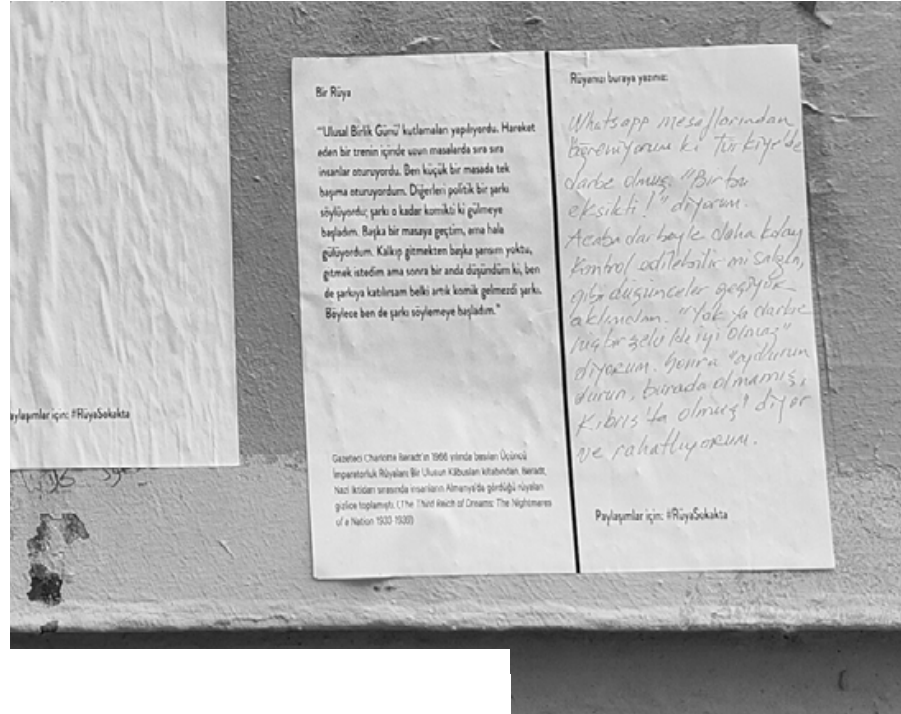 Bir Rüya
"'Ulusal Birlik Günü' kutlamaları yapılıyordu. Hareket
eden bir trenin içinde uzun masalarda sıra sıra
insanlar oturuyordu. Ben küçük bir masada tek
başıma oturuyordum. Diğerleri politik bir şarkı
söylüyordu; şarkı o kadar komikti ki gülmeye
başladım. Başka bir masaya geçtim, ama hala
gülüyordum. Kalkıp gitmekten başka şansım yoktu,
gitmek istedim ama sonra bir anda düşündüm ki, ben
de şarkıya katılırsam belki artık komik gelmezdi şarkı.
Böylece ben de şarkı söylemeye başladım."
Gazeteci Charlotte Beradt'ın 1966 yılında basılan Üçüncü
İmparatorluk Rüyaları: Bir Ulusun Kâbusları kitabından. Beradt,
Nazi iktidarı sırasında insanların Almanya'da gördüğü rüyaları
gizlice toplamıştı. (The Third Reich of Dreams: The Nightmares
of a Nation 1933-1939)
Rüyanızı buraya yazınız:
Whatsapp mesajlarından
öğreniyorum ki Türkiye'de
darbe olmuş. "Bir bu
eksikti!" diyorum.
Acaba darbeyle daha kolay
kontrol edilebilir mi salgın,
gibi düşünceler geçiyor
aklımdan. "Yok ya darbe
hiç bir şekilde iyi olmaz"
diyorum. Sonra "aydurun
durun, burada olmamış,
Kıbrıs'ta olmuş" diyor
ve rahatlıyorum.
Paylaşımlar için: #RüyaSokakta
aylaşımlar için: #RüyaSokakta